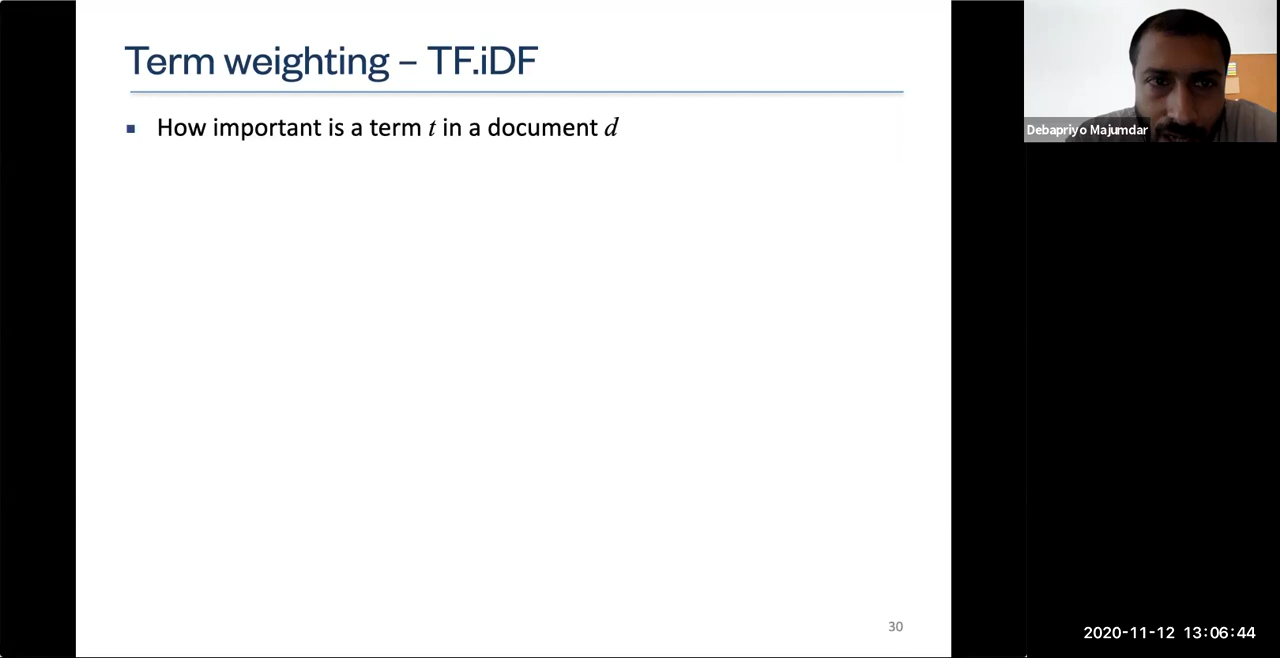 Term weighting – TF.iDF
▪ How important is a term t in a document d
30
Debapriyo Majumdar
2020-11-12 13:06:44